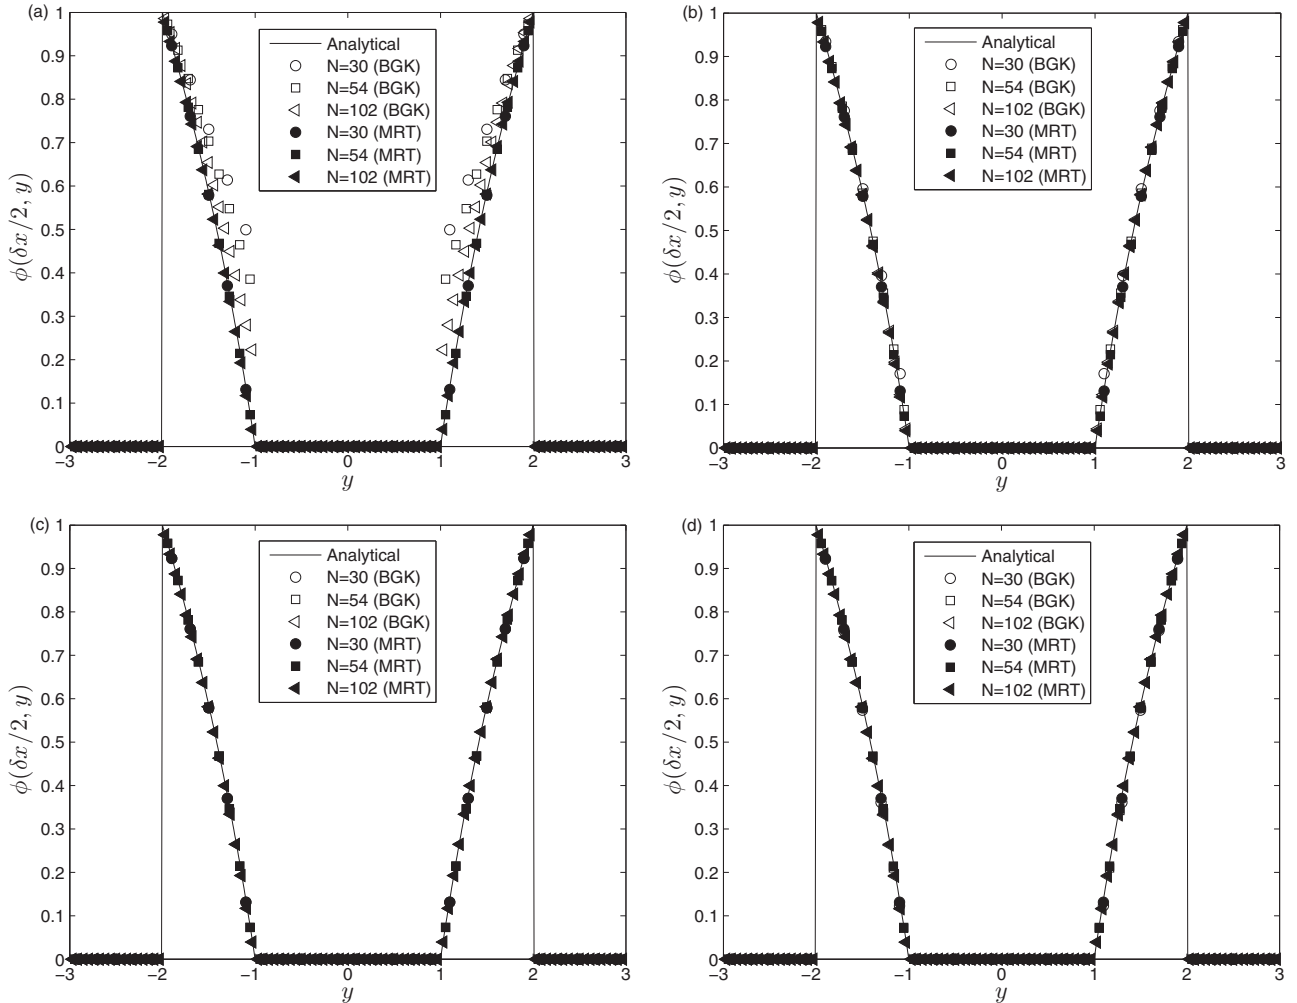 (a)
1
0.9
0.8
0.7
0.6
0.5
0.4
0.3
0.2
0.1
0
ϕ(δx/2, y)
Analytical
N=30 (BGK)
N=54 (BGK)
N=102 (BGK)
N=30 (MRT)
N=54 (MRT)
N=102 (MRT)
−3 −2 −1 0 1 2 3
y
(b)
1
0.9
0.8
0.7
0.6
0.5
0.4
0.3
0.2
0.1
0
ϕ(δx/2, y)
Analytical
N=30 (BGK)
N=54 (BGK)
N=102 (BGK)
N=30 (MRT)
N=54 (MRT)
N=102 (MRT)
−3 −2 −1 0 1 2 3
y
(c)
1
0.9
0.8
0.7
0.6
0.5
0.4
0.3
0.2
0.1
0
ϕ(δx/2, y)
Analytical
N=30 (BGK)
N=54 (BGK)
N=102 (BGK)
N=30 (MRT)
N=54 (MRT)
N=102 (MRT)
−3 −2 −1 0 1 2 3
y
(d)
1
0.9
0.8
0.7
0.6
0.5
0.4
0.3
0.2
0.1
0
ϕ(δx/2, y)
Analytical
N=30 (BGK)
N=54 (BGK)
N=102 (BGK)
N=30 (MRT)
N=54 (MRT)
N=102 (MRT)
−3 −2 −1 0 1 2 3
y